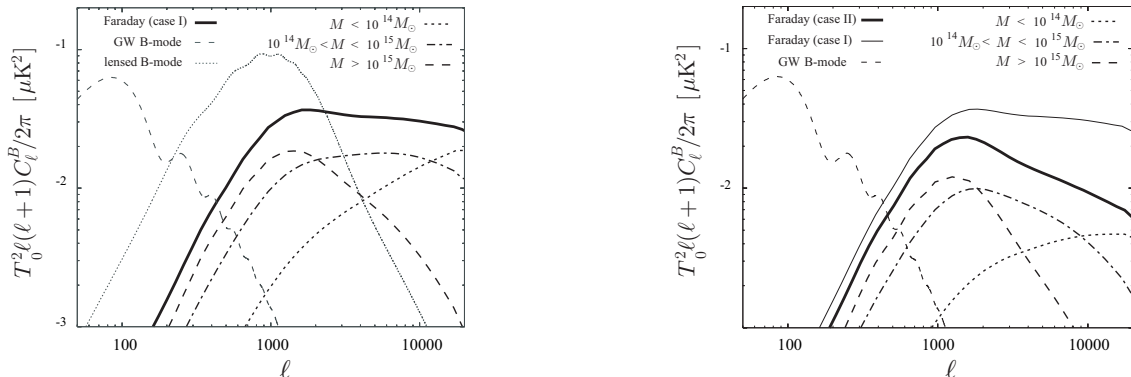 Faraday (case I)
GW B-mode
lensed B-mode
M < 10^14 M_⊙
10^14 M_⊙ < M < 10^15 M_⊙
M > 10^15 M_⊙
-1
-2
-3
T_0^2 ℓ(ℓ + 1)C_ℓ^B/2π [μK^2]
100
1000
10000
ℓ
Faraday (case II)
Faraday (case I)
GW B-mode
M < 10^14 M_⊙
10^14 M_⊙ < M < 10^15 M_⊙
M > 10^15 M_⊙
-1
-2
T_0^2 ℓ(ℓ + 1)C_ℓ^B/2π [μK^2]
100
1000
10000
ℓ